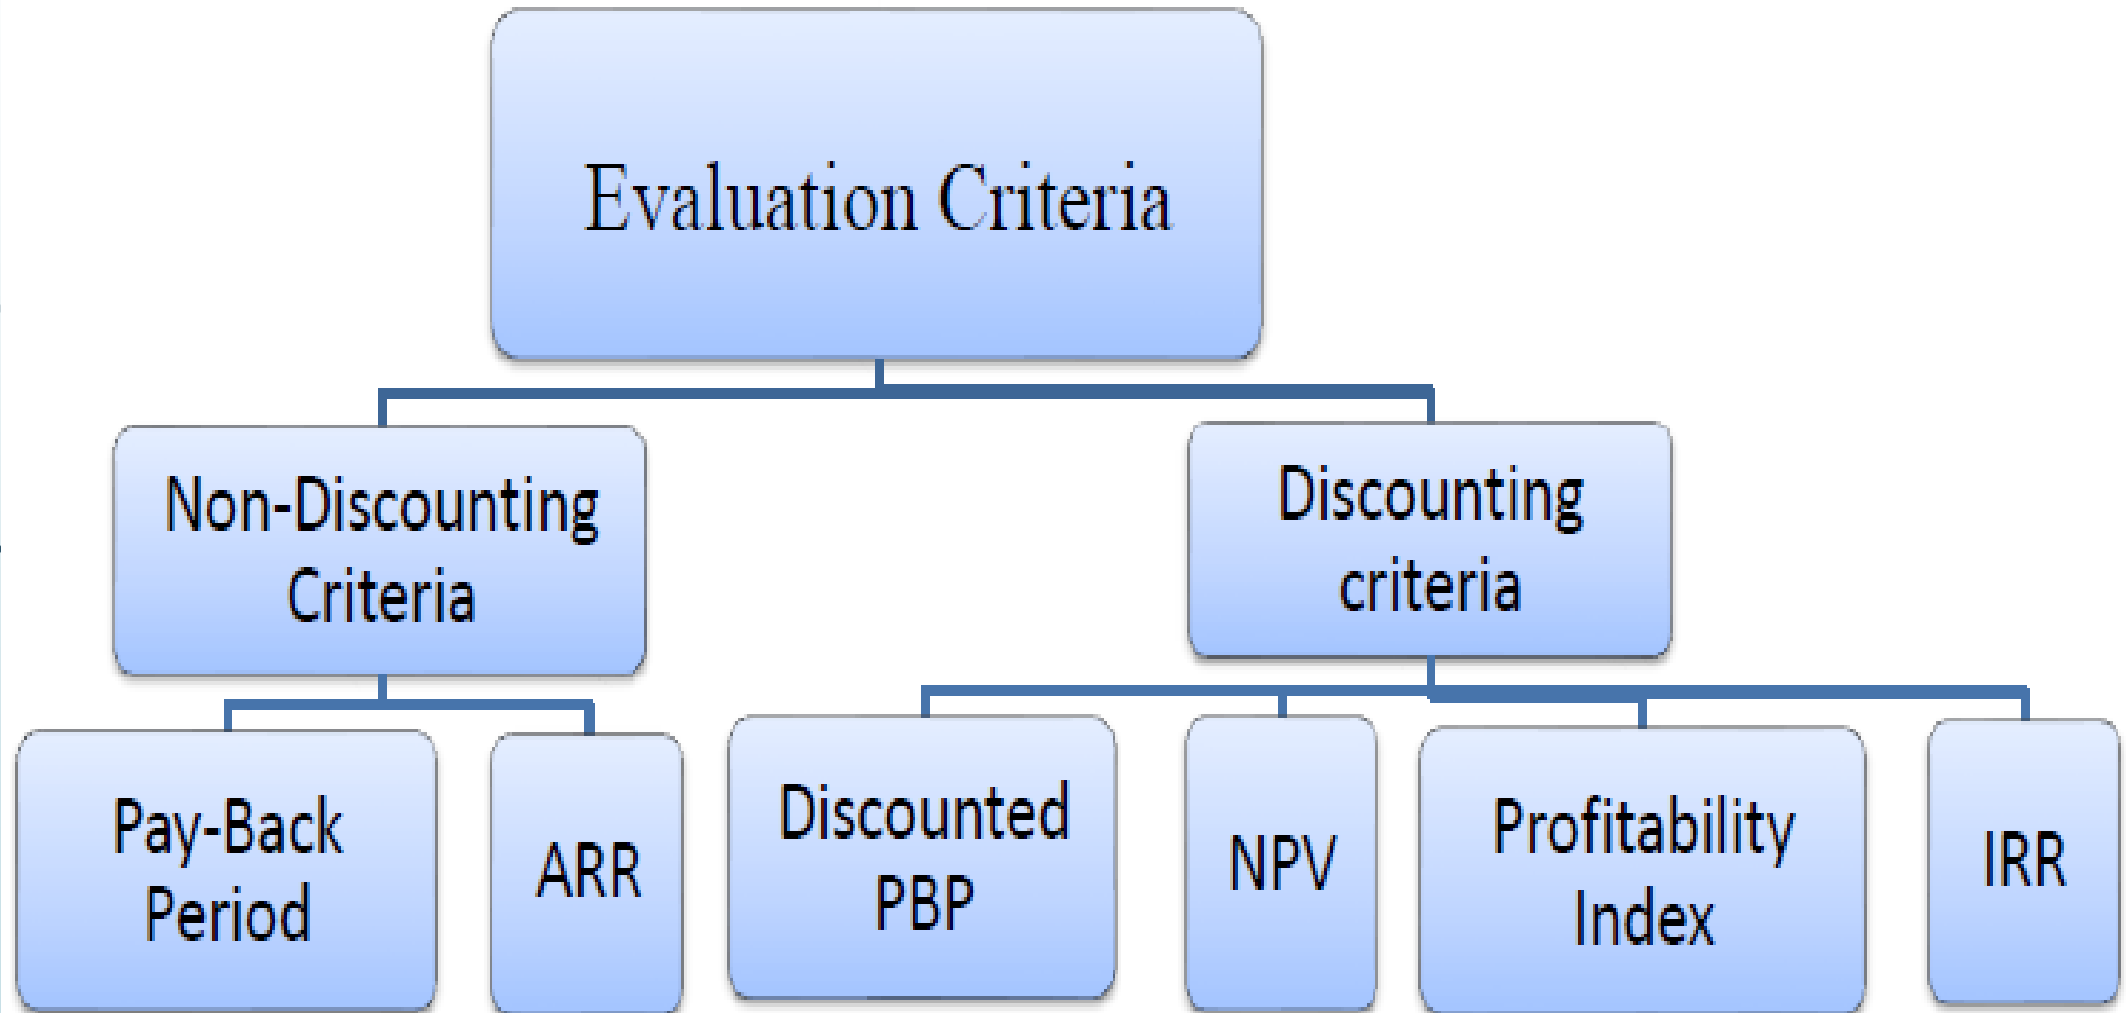 Evaluation Criteria
Non-Discounting
Criteria
Discounting
criteria
Pay-Back
Period
ARR
Discounted
PBP
NPV
Profitability
Index
IRR